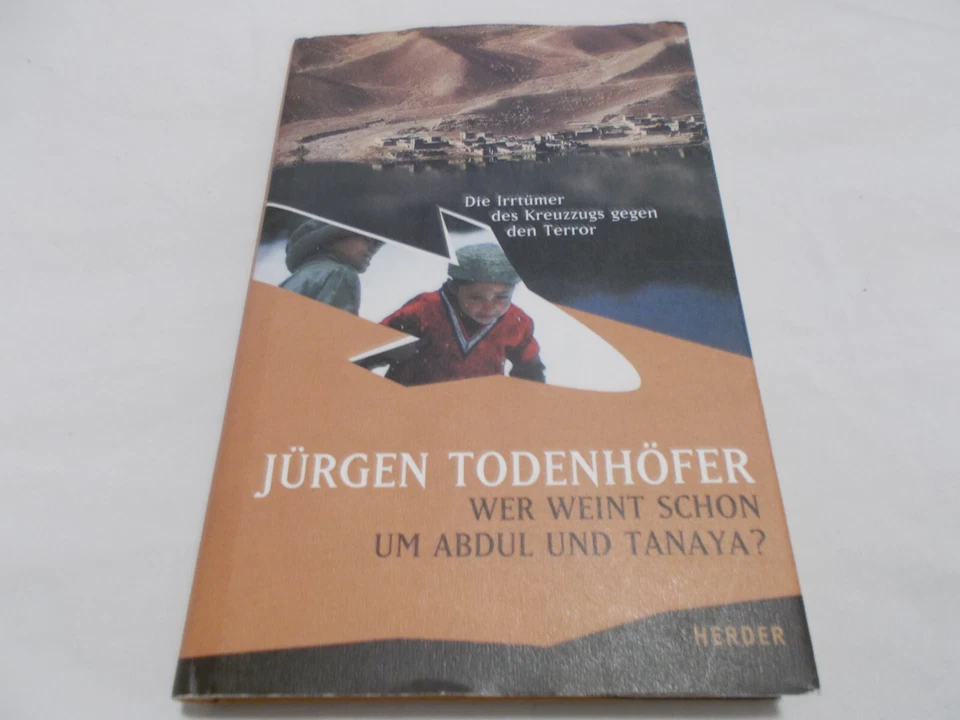 Die Irrtümer
des Kreuzzugs gegen
den Terror
JÜRGEN TODENHÖFER
WER WEINT SCHON
UM ABDUL UND TANAYA?
HERDER